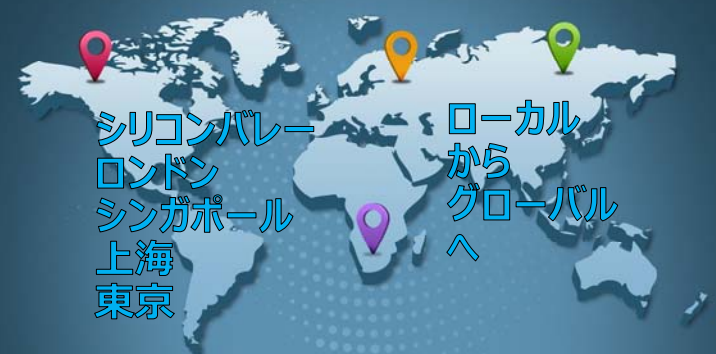 シリコンバレー
ロンドン
シンガポール
上海
東京
ローカル
から
グローバル
へ